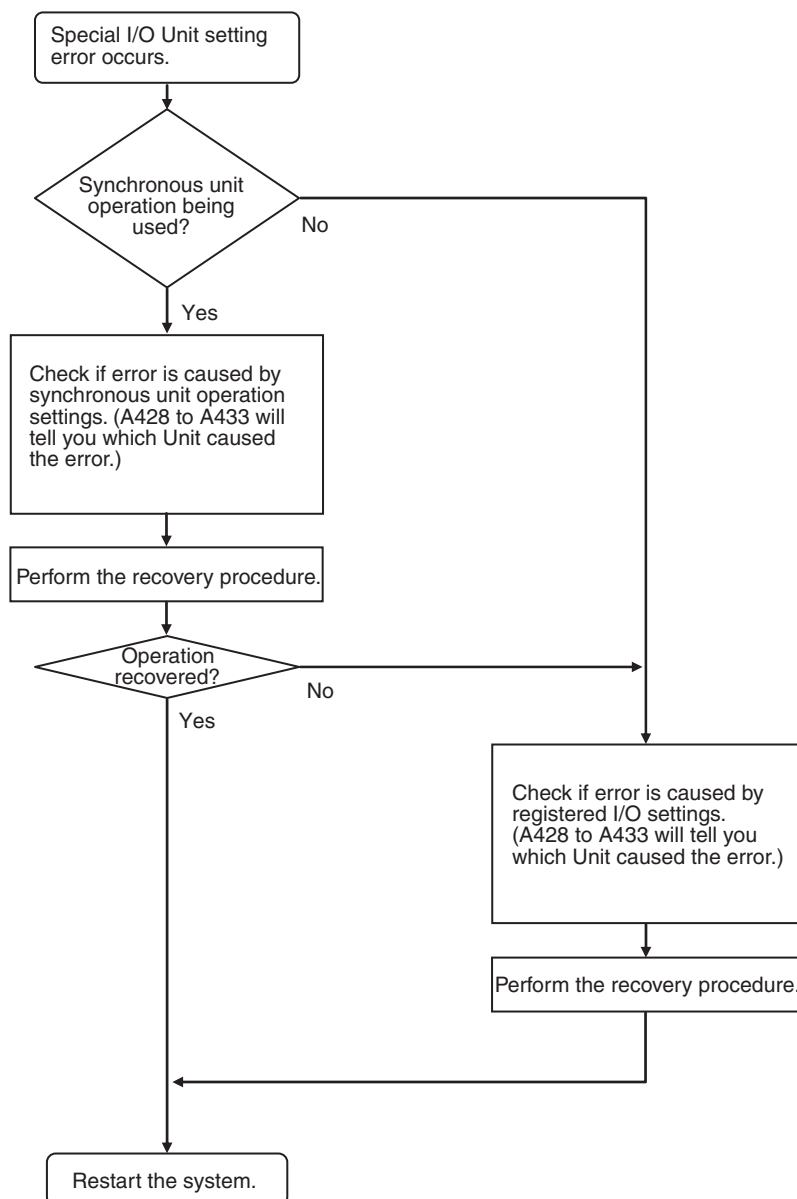 Special I/O Unit setting
error occurs.
Synchronous unit
operation being
used?
No
Yes
Check if error is caused by
synchronous unit operation
settings. (A428 to A433 will
tell you which Unit caused
the error.)
Perform the recovery procedure.
Operation
recovered?
No
Yes
Check if error is caused by
registered I/O settings.
(A428 to A433 will tell you
which Unit caused the error.)
Perform the recovery procedure.
Restart the system.